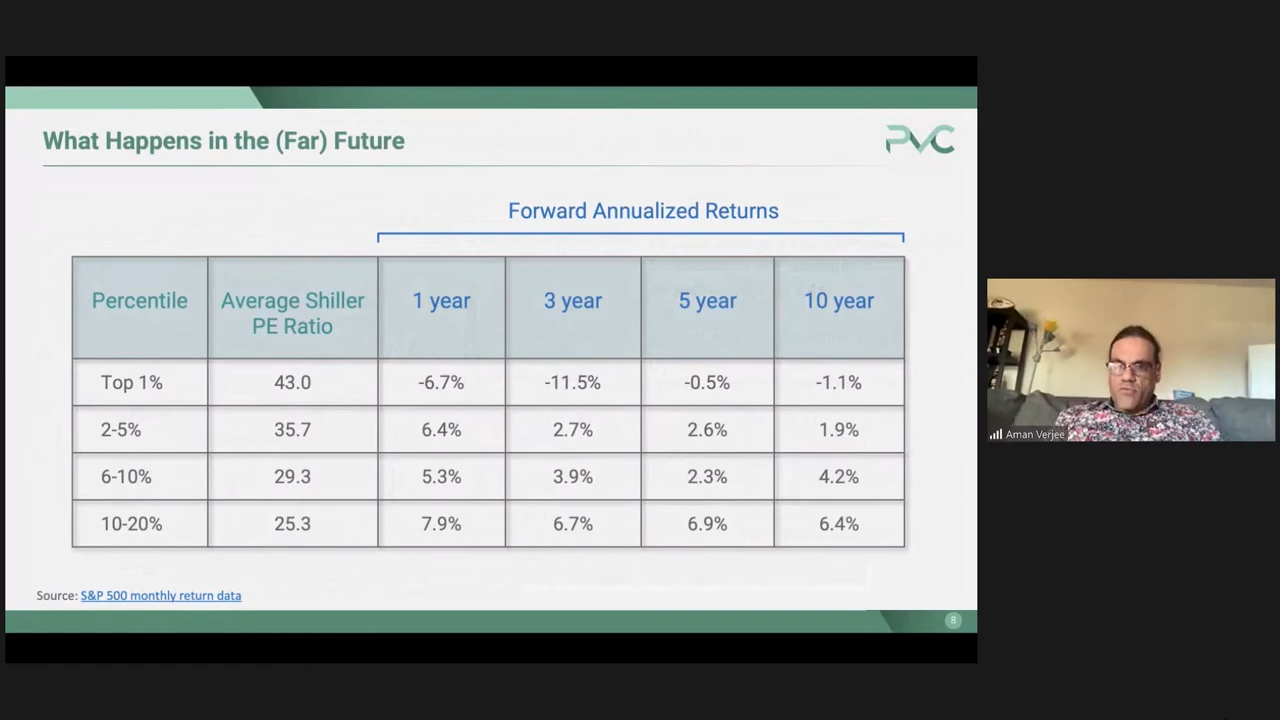 What Happens in the (Far) Future
PVC
Forward Annualized Returns
Percentile Average Shiller PE Ratio 1 year 3 year 5 year 10 year
Top 1% 43.0 -6.7% -11.5% -0.5% -1.1%
2-5% 35.7 6.4% 2.7% 2.6% 1.9%
6-10% 29.3 5.3% 3.9% 2.3% 4.2%
10-20% 25.3 7.9% 6.7% 6.9% 6.4%
Source: S&P 500 monthly return data
8
Aman Verjee